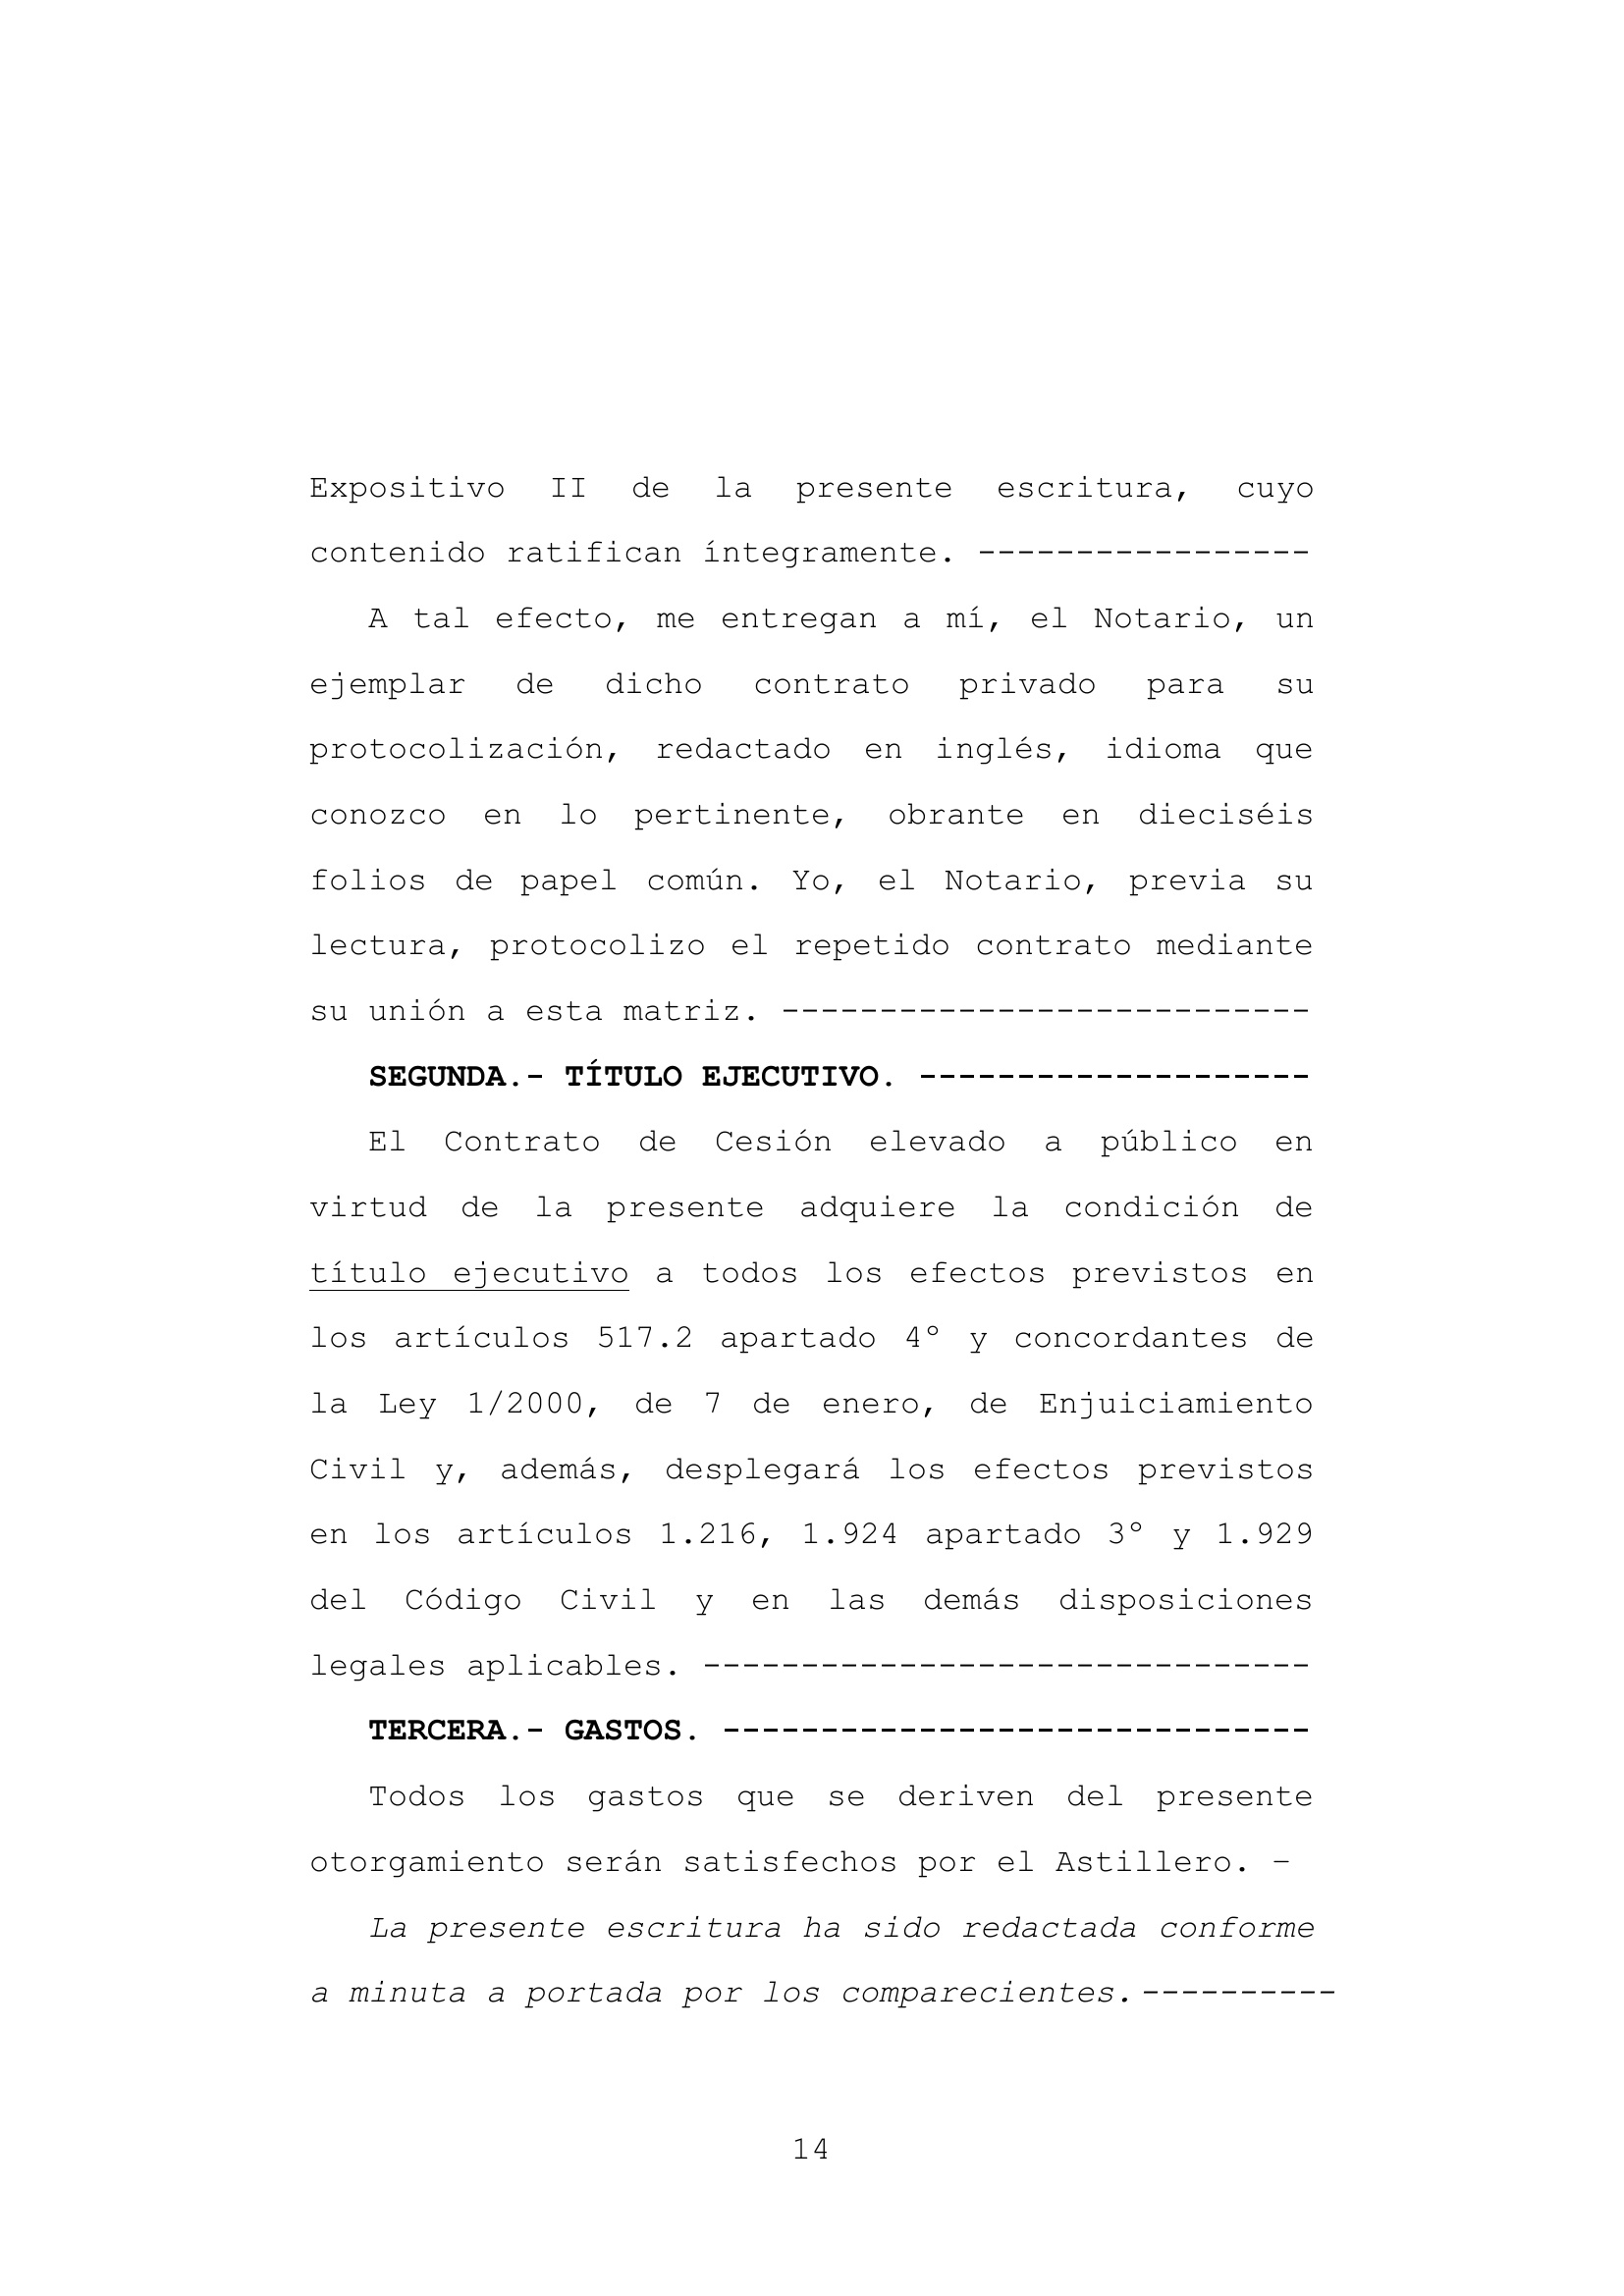 Expositivo II de la presente escritura, cuyo
contenido ratifican íntegramente. -----------------
A tal efecto, me entregan a mí, el Notario, un
ejemplar de dicho contrato privado para su
protocolización, redactado en inglés, idioma que
conozco en lo pertinente, obrante en dieciséis
folios de papel común. Yo, el Notario, previa su
lectura, protocolizo el repetido contrato mediante
su unión a esta matriz. ---------------------------
SEGUNDA.- TÍTULO EJECUTIVO. --------------------
El Contrato de Cesión elevado a público en
virtud de la presente adquiere la condición de
título ejecutivo a todos los efectos previstos en
los artículos 517.2 apartado 4º y concordantes de
la Ley 1/2000, de 7 de enero, de Enjuiciamiento
Civil y, además, desplegará los efectos previstos
en los artículos 1.216, 1.924 apartado 3º y 1.929
del Código Civil y en las demás disposiciones
legales aplicables. -------------------------------
TERCERA.- GASTOS. ------------------------------
Todos los gastos que se deriven del presente
otorgamiento serán satisfechos por el Astillero. –
La presente escritura ha sido redactada conforme
a minuta a portada por los comparecientes.----------
14